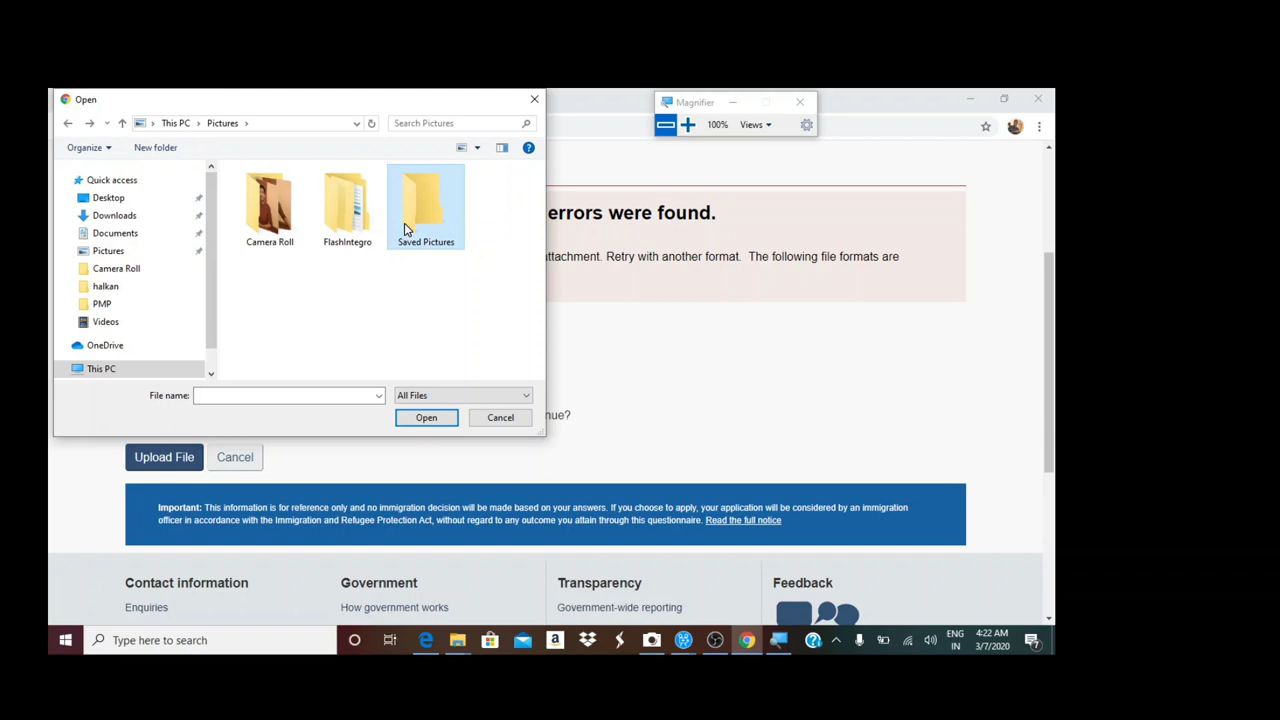 Open
This PC
Pictures
Search Pictures
Organize
New folder
Quick access
Desktop
Downloads
Documents
Pictures
Camera Roll
halkan
PMP
Videos
OneDrive
This PC
Camera Roll
FlashIntegro
Saved Pictures
File name:
All Files
Open
Cancel
Magnifier
100%
Views
errors were found.
ttachment. Retry with another format. The following file formats are
nue?
Upload File
Cancel
Important: This information is for reference only and no immigration decision will be made based on your answers. If you choose to apply, your application will be considered by an immigration
officer in accordance with the Immigration and Refugee Protection Act, without regard to any outcome you attain through this questionnaire. Read the full notice
Contact information
Government
Transparency
Feedback
Enquiries
How government works
Government-wide reporting
Type here to search
ENG
IN
4:22 AM
3/7/2020
7